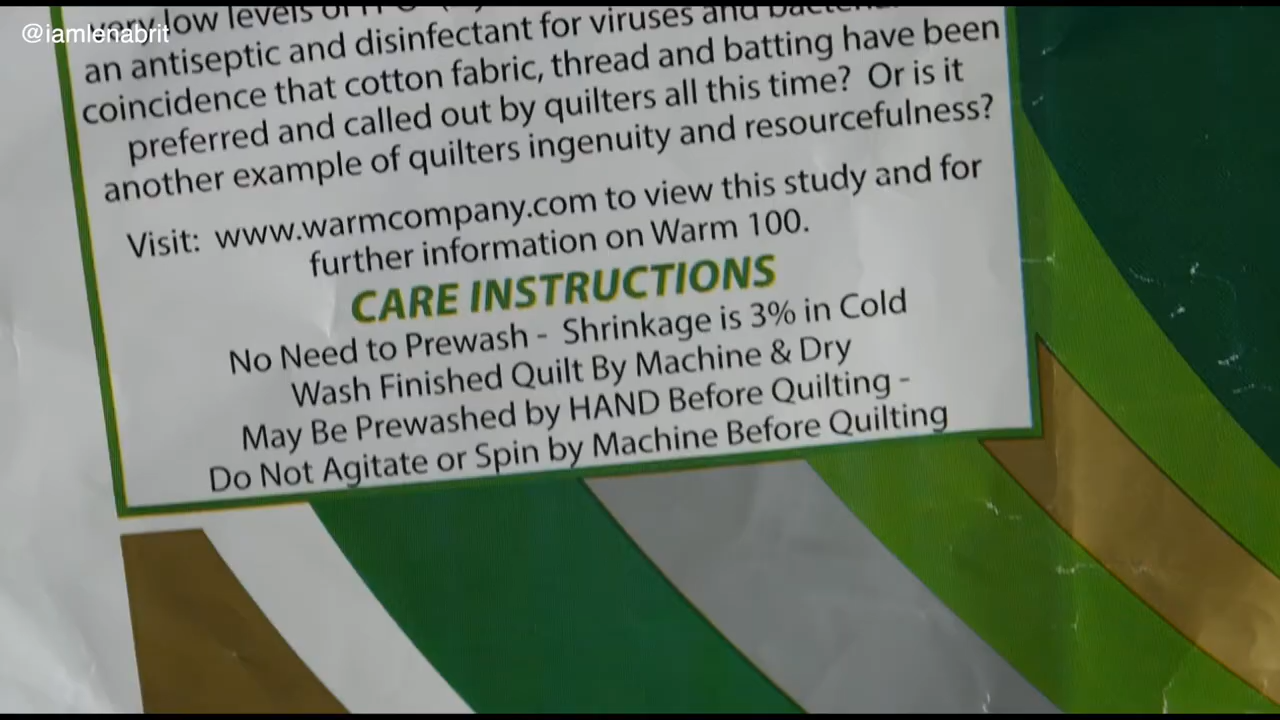 @iamlenabrit
very low levels of
an antiseptic and disinfectant for viruses and
coincidence that cotton fabric, thread and batting have been
preferred and called out by quilters all this time? Or is it
another example of quilters ingenuity and resourcefulness?
Visit: www.warmcompany.com to view this study and for
further information on Warm 100.
CARE INSTRUCTIONS
No Need to Prewash - Shrinkage is 3% in Cold
Wash Finished Quilt By Machine & Dry
May Be Prewashed by HAND Before Quilting -
Do Not Agitate or Spin by Machine Before Quilting